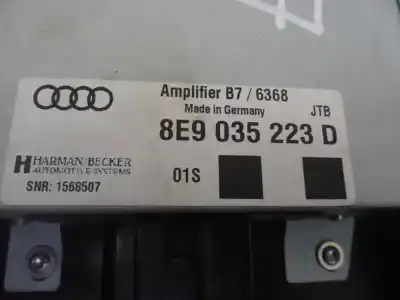 Amplifier B7 / 6368
Made in Germany
JTB
8E9 035 223 D
HARMAN/BECKER
AUTOMOTIVE SYSTEMS
01S
SNR: 1568507